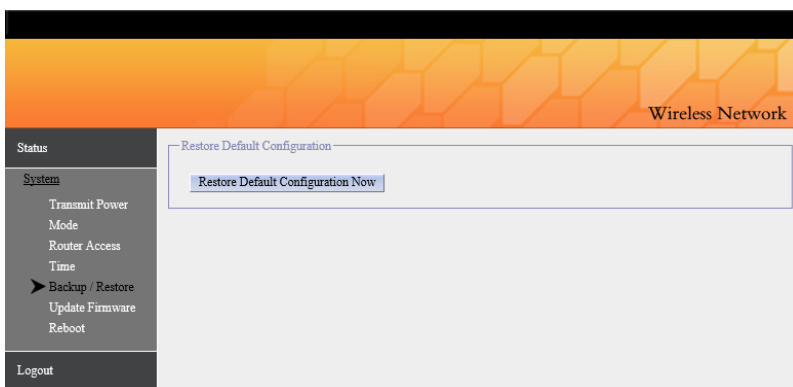 Wireless Network
Status
System
Transmit Power
Mode
Router Access
Time
Backup / Restore
Update Firmware
Reboot
Logout
Restore Default Configuration
Restore Default Configuration Now